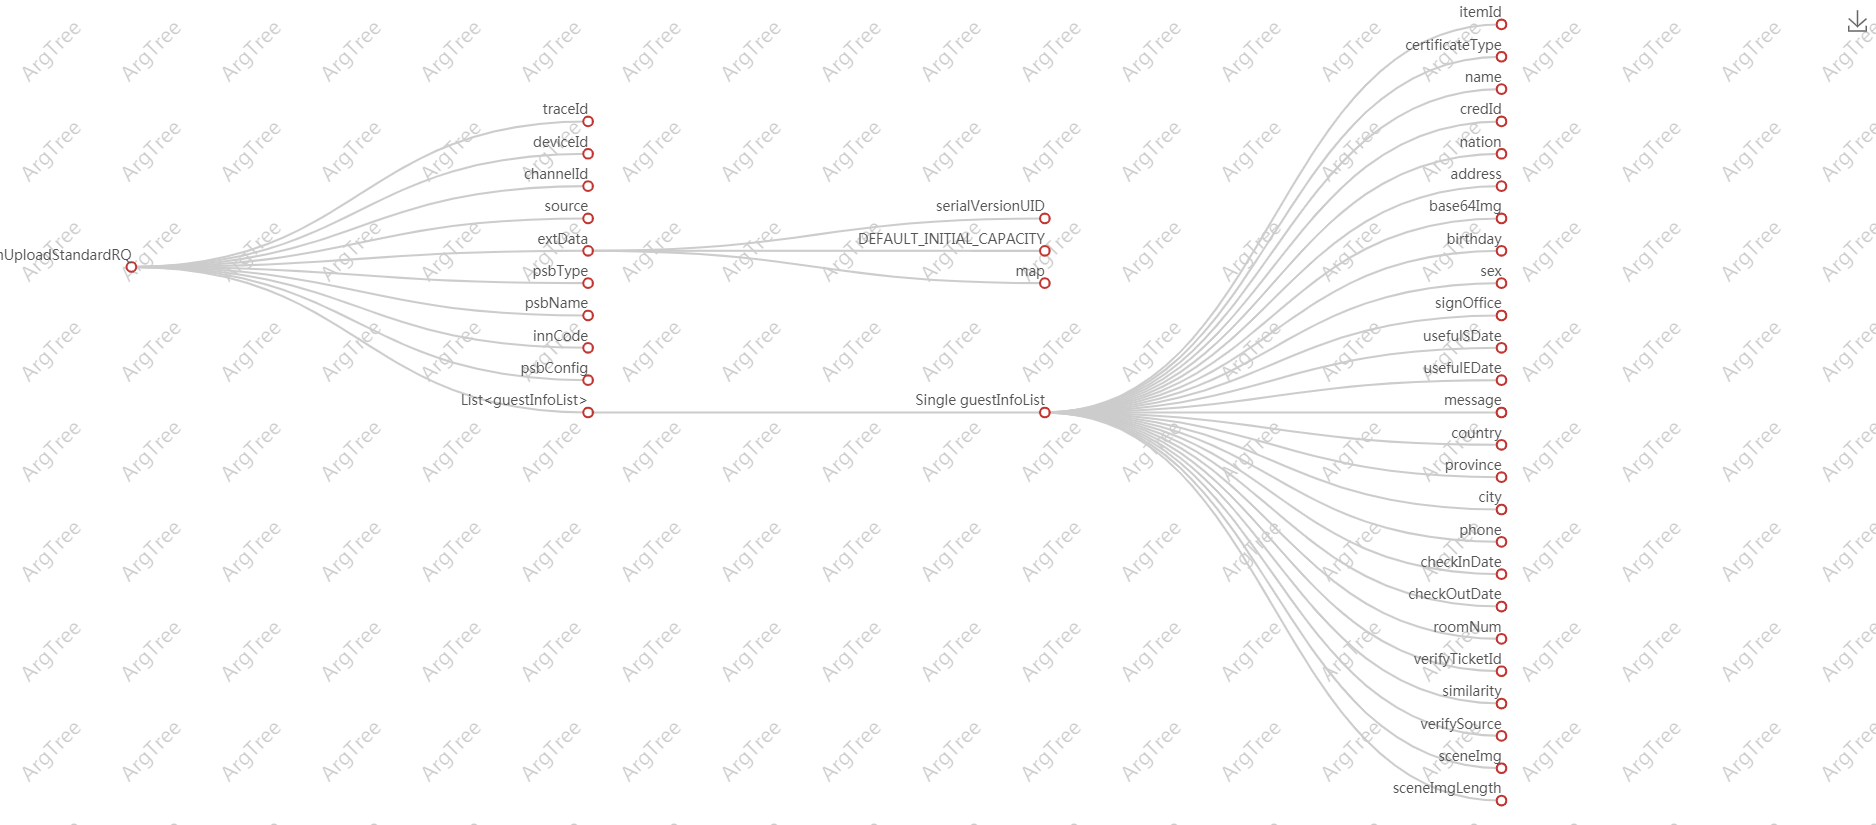 nUploadStandardRQ
traceId
deviceId
channelId
source
extData
psbType
psbName
innCode
psbConfig
List<guestInfoList>
serialVersionUID
DEFAULT_INITIAL_CAPACITY
map
Single guestInfoList
itemId
certificateType
name
credId
nation
address
base64Img
birthday
sex
signOffice
usefulSDate
usefulEDate
message
country
province
city
phone
checkInDate
checkOutDate
roomNum
verifyTicketId
similarity
verifySource
sceneImg
sceneImgLength
ArgTree